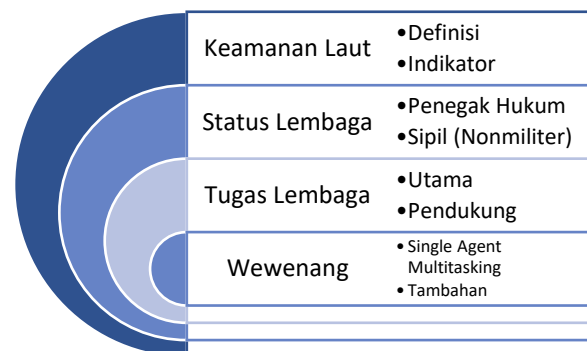 Keamanan Laut
•Definisi
•Indikator
Status Lembaga
•Penegak Hukum
•Sipil (Nonmiliter)
Tugas Lembaga
•Utama
•Pendukung
Wewenang
•Single Agent
Multitasking
•Tambahan